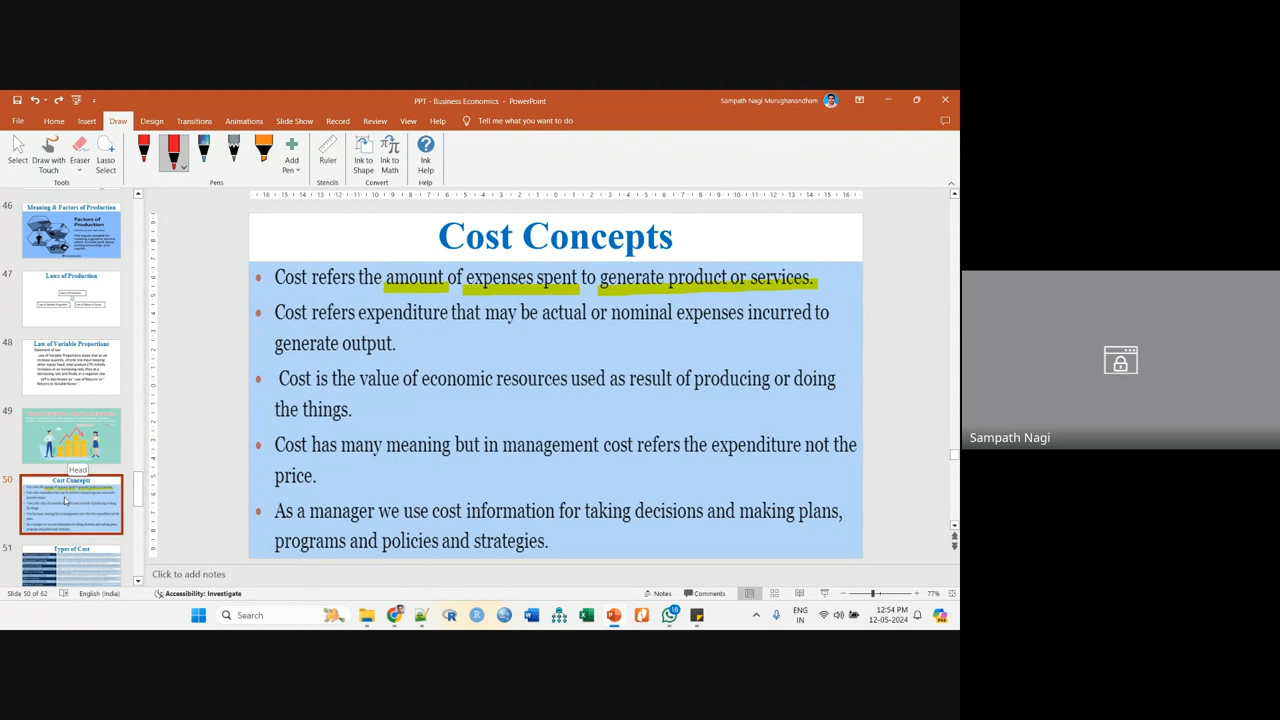 PPT - Business Economics - PowerPoint
Sampath Nagi Murughanandham
File Home Insert Draw Design Transitions Animations Slide Show Record Review View Help Tell me what you want to do
Select
Draw with Touch
Eraser
Lasso Select
Add Pen
Ruler
Ink to Shape
Ink to Math
Ink Help
Tools Pens Stencils Convert Help
46
Meaning & Factors of Production
Factors of
Production
47
Laws of Production
48
Law of Variable Proportions
49
Head
50
Cost Concepts
51
Types of Cost
Cost Concepts
• Cost refers the amount of expenses spent to generate product or services.
• Cost refers expenditure that may be actual or nominal expenses incurred to
generate output.
• Cost is the value of economic resources used as result of producing or doing
the things.
• Cost has many meaning but in management cost refers the expenditure not the
price.
• As a manager we use cost information for taking decisions and making plans,
programs and policies and strategies.
Click to add notes
Slide 50 of 62 English (India) Accessibility: Investigate Notes Comments 77%
Search
18
ENG
IN
12:54 PM
12-05-2024
Sampath Nagi